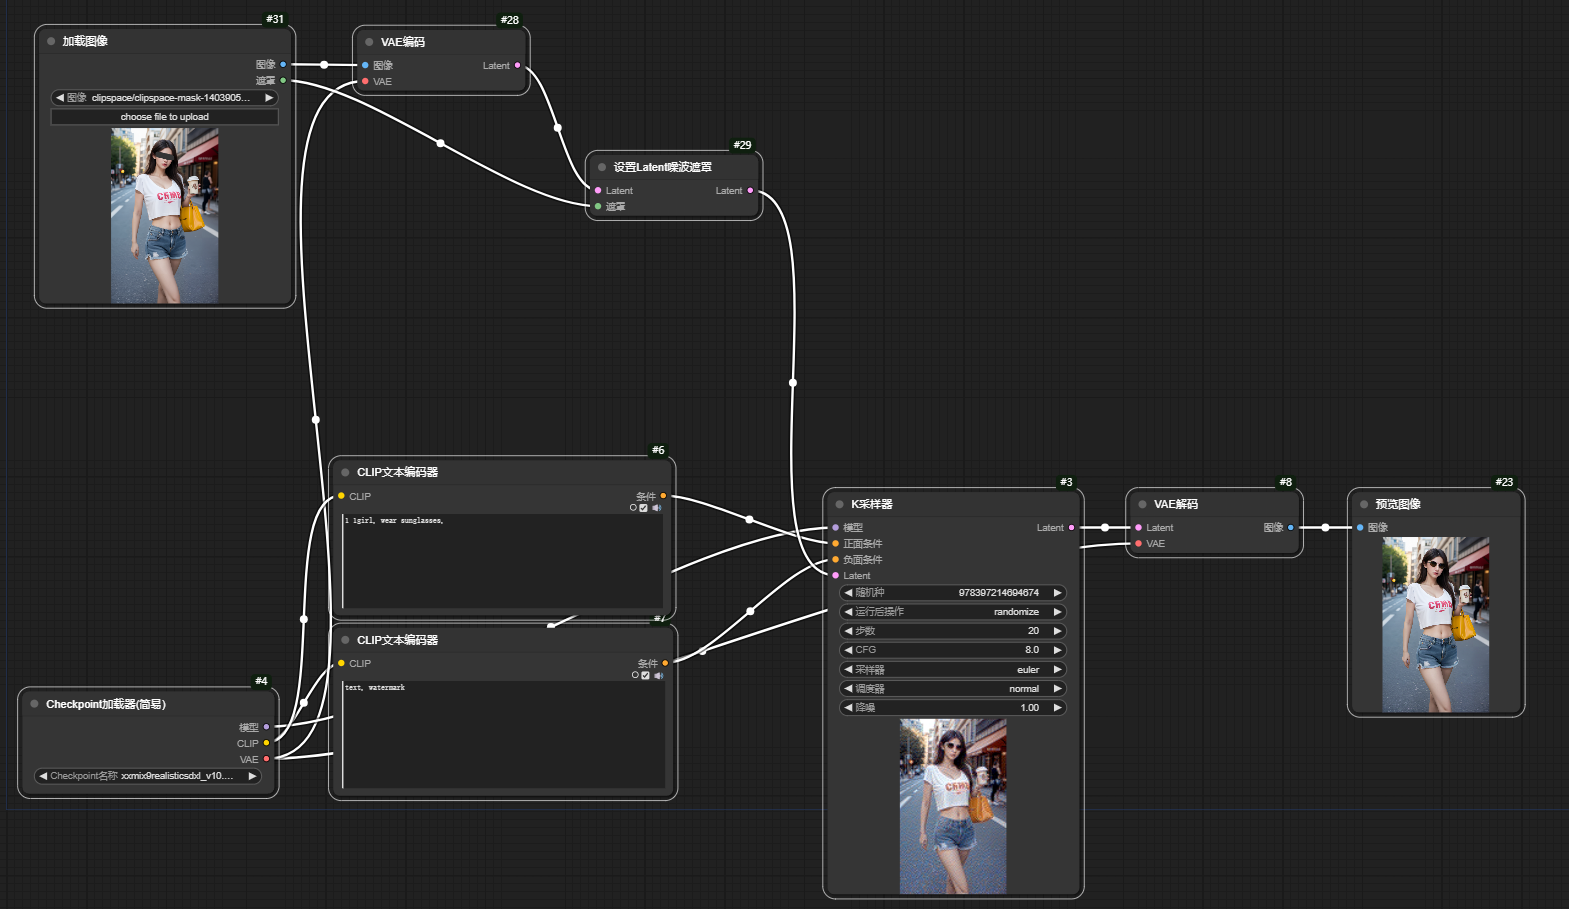 #31
加载图像
图像
遮罩
图像 clipspace/clipspace-mask-1403905...
choose file to upload
#28
VAE编码
图像 Latent
VAE
#29
设置Latent噪波遮罩
Latent Latent
遮罩
#6
CLIP文本编码器
CLIP 条件
1 1girl, wear sunglasses,
#7
CLIP文本编码器
CLIP 条件
text, watermark
#4
Checkpoint加载器(简易)
模型
CLIP
VAE
Checkpoint名称 xxmix9realisticsdxl_v10....
#3
K采样器
模型 Latent
正面条件
负面条件
Latent
随机种 978397214694674
运行后操作 randomize
步数 20
CFG 8.0
采样器 euler
调度器 normal
降噪 1.00
#8
VAE解码
Latent 图像
VAE
#23
预览图像
图像